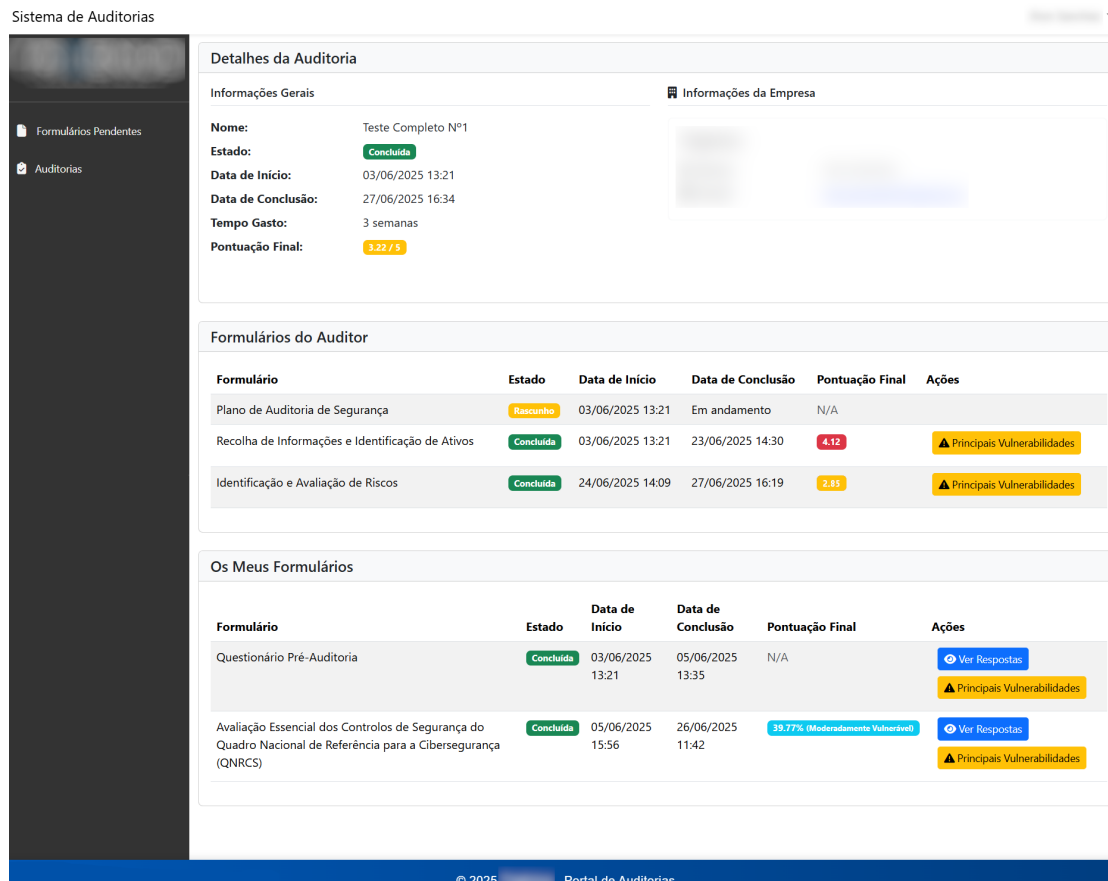 Sistema de Auditorias
Formulários Pendentes
Auditorias
Detalhes da Auditoria
Informações Gerais
Nome: Teste Completo Nº1
Estado: Concluída
Data de Início: 03/06/2025 13:21
Data de Conclusão: 27/06/2025 16:34
Tempo Gasto: 3 semanas
Pontuação Final: 3.22 / 5
Informações da Empresa
Formulários do Auditor
Formulário Estado Data de Início Data de Conclusão Pontuação Final Ações
Plano de Auditoria de Segurança Rascunho 03/06/2025 13:21 Em andamento N/A
Recolha de Informações e Identificação de Ativos Concluída 03/06/2025 13:21 23/06/2025 14:30 4.12 Principais Vulnerabilidades
Identificação e Avaliação de Riscos Concluída 24/06/2025 14:09 27/06/2025 16:19 2.85 Principais Vulnerabilidades
Os Meus Formulários
Data de Data de
Formulário Estado Início Conclusão Pontuação Final Ações
Questionário Pré-Auditoria Concluída 03/06/2025 05/06/2025 N/A Ver Respostas
13:21 13:35
Principais Vulnerabilidades
Avaliação Essencial dos Controlos de Segurança do Concluída 05/06/2025 26/06/2025 39.77% (Moderadamente Vulnerável) Ver Respostas
Quadro Nacional de Referência para a Cibersegurança 15:56 11:42
(QNRCS) Principais Vulnerabilidades
© 2025 Portal de Auditorias